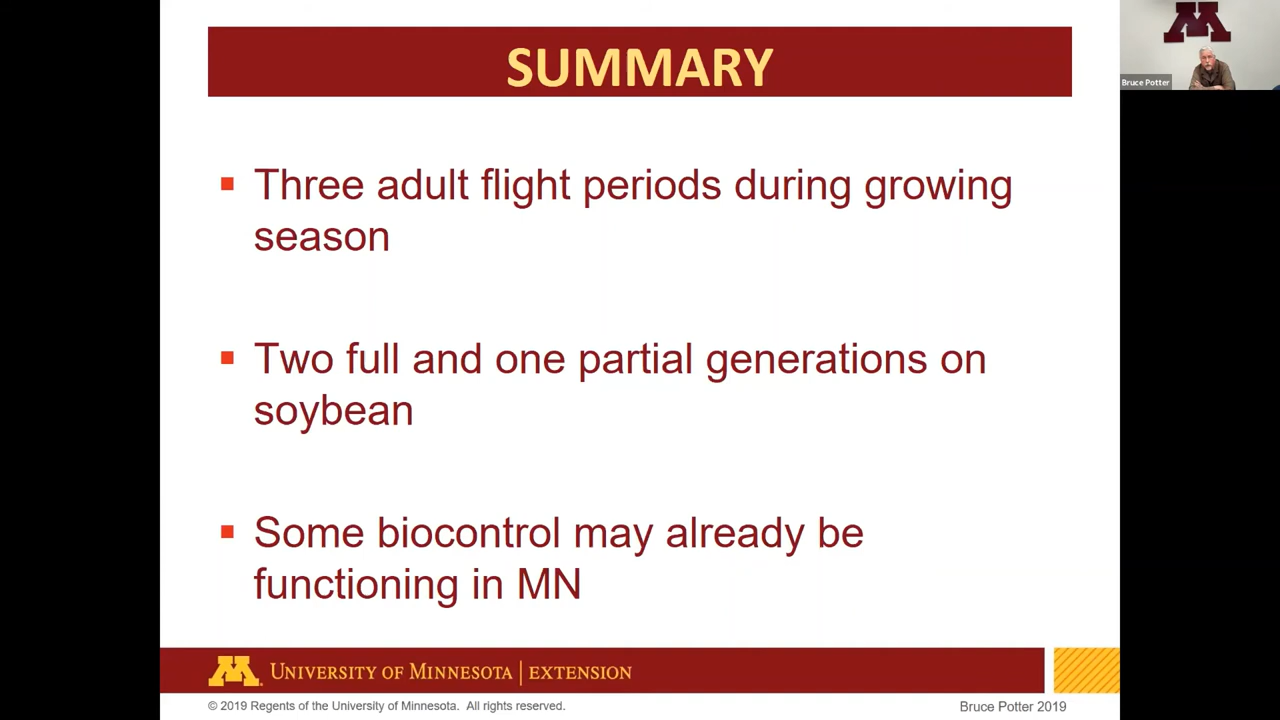 SUMMARY
M
Bruce Potter
Three adult flight periods during growing
season
Two full and one partial generations on
soybean
Some biocontrol may already be
functioning in MN
M UNIVERSITY OF MINNESOTA | EXTENSION
© 2019 Regents of the University of Minnesota. All rights reserved.
Bruce Potter 2019